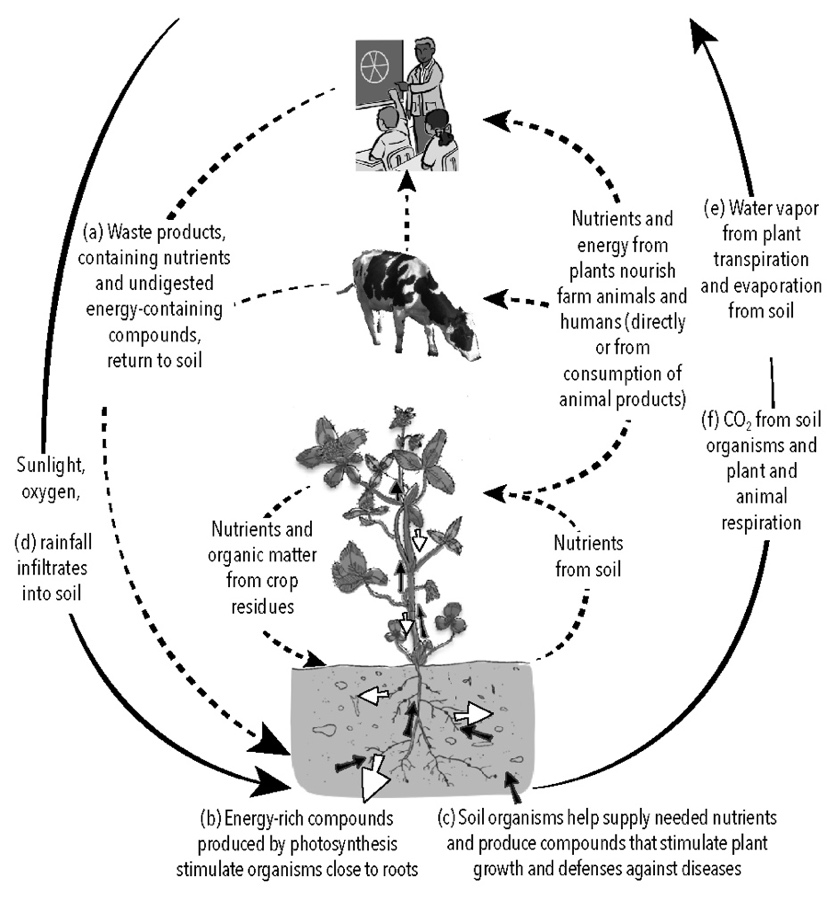 (a) Waste products,
containing nutrients
and undigested
energy-containing
compounds,
return to soil
Nutrients and
energy from
plants nourish
farm animals and
humans (directly
or from
consumption of
animal products)
(e) Water vapor
from plant
transpiration
and evaporation
from soil
(f) CO₂ from soil
organisms and
plant and
animal
respiration
Sunlight,
oxygen,
(d) rainfall
infiltrates
into soil
Nutrients and
organic matter
from crop
residues
Nutrients
from soil
(b) Energy-rich compounds
produced by photosynthesis
stimulate organisms close to roots
(c) Soil organisms help supply needed nutrients
and produce compounds that stimulate plant
growth and defenses against diseases